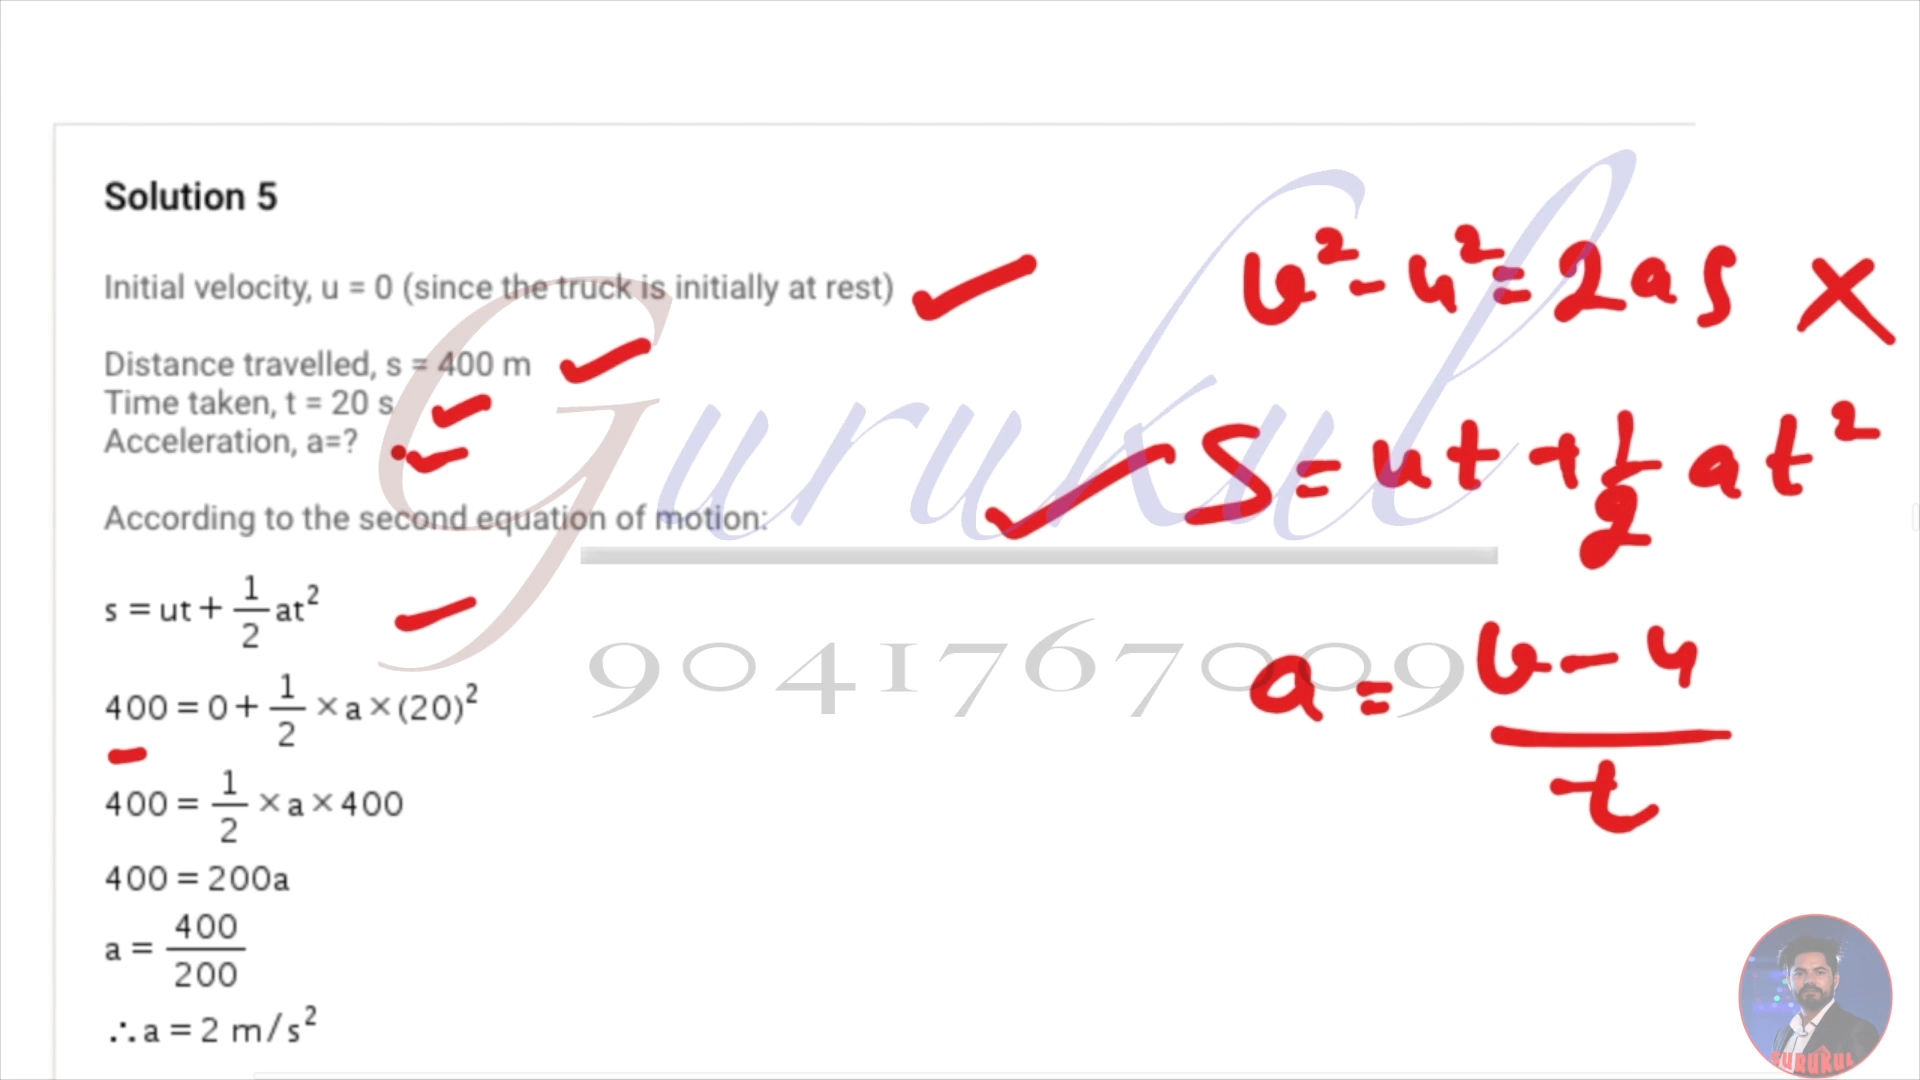 Solution 5
Initial velocity, u = 0 (since the truck is initially at rest)
Distance travelled, s = 400 m
Time taken, t = 20 s
Acceleration, a=?
According to the second equation of motion:
s = ut + 1/2 at²
400 = 0 + 1/2 × a × (20)²
400 = 1/2 × a × 400
400 = 200a
a = 400/200
∴ a = 2 m/s²
v² - u² = 2as ×
S = ut + 1/2 at²
a = v - u / t
Gurukul
9041767009
GURUKUL